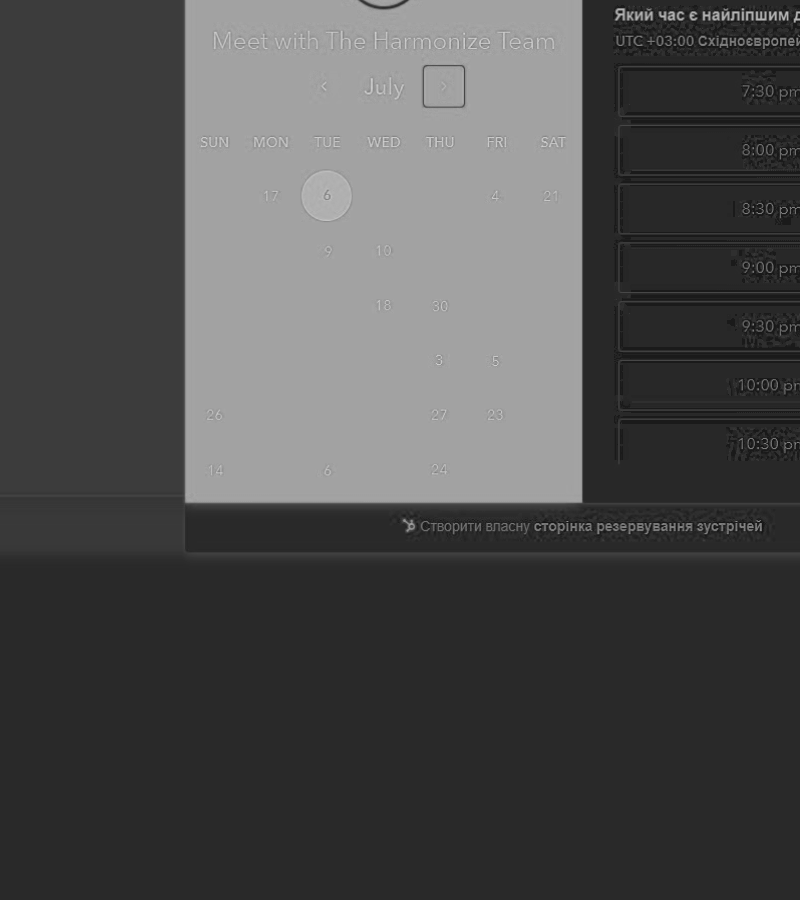 Meet with The Harmonize Team
July
SUN MON TUE WED THU FRI SAT
17 6 4 21
9 10
18 30
3 5
26 27 23
14 6 24
Який час є найліпшим
UTC +03:00
7:30 pm
8:00 pm
8:30 pm
9:00 pm
9:30 pm
10:00 pm
10:30 pm
Створити власну сторінка резервування зустрічей